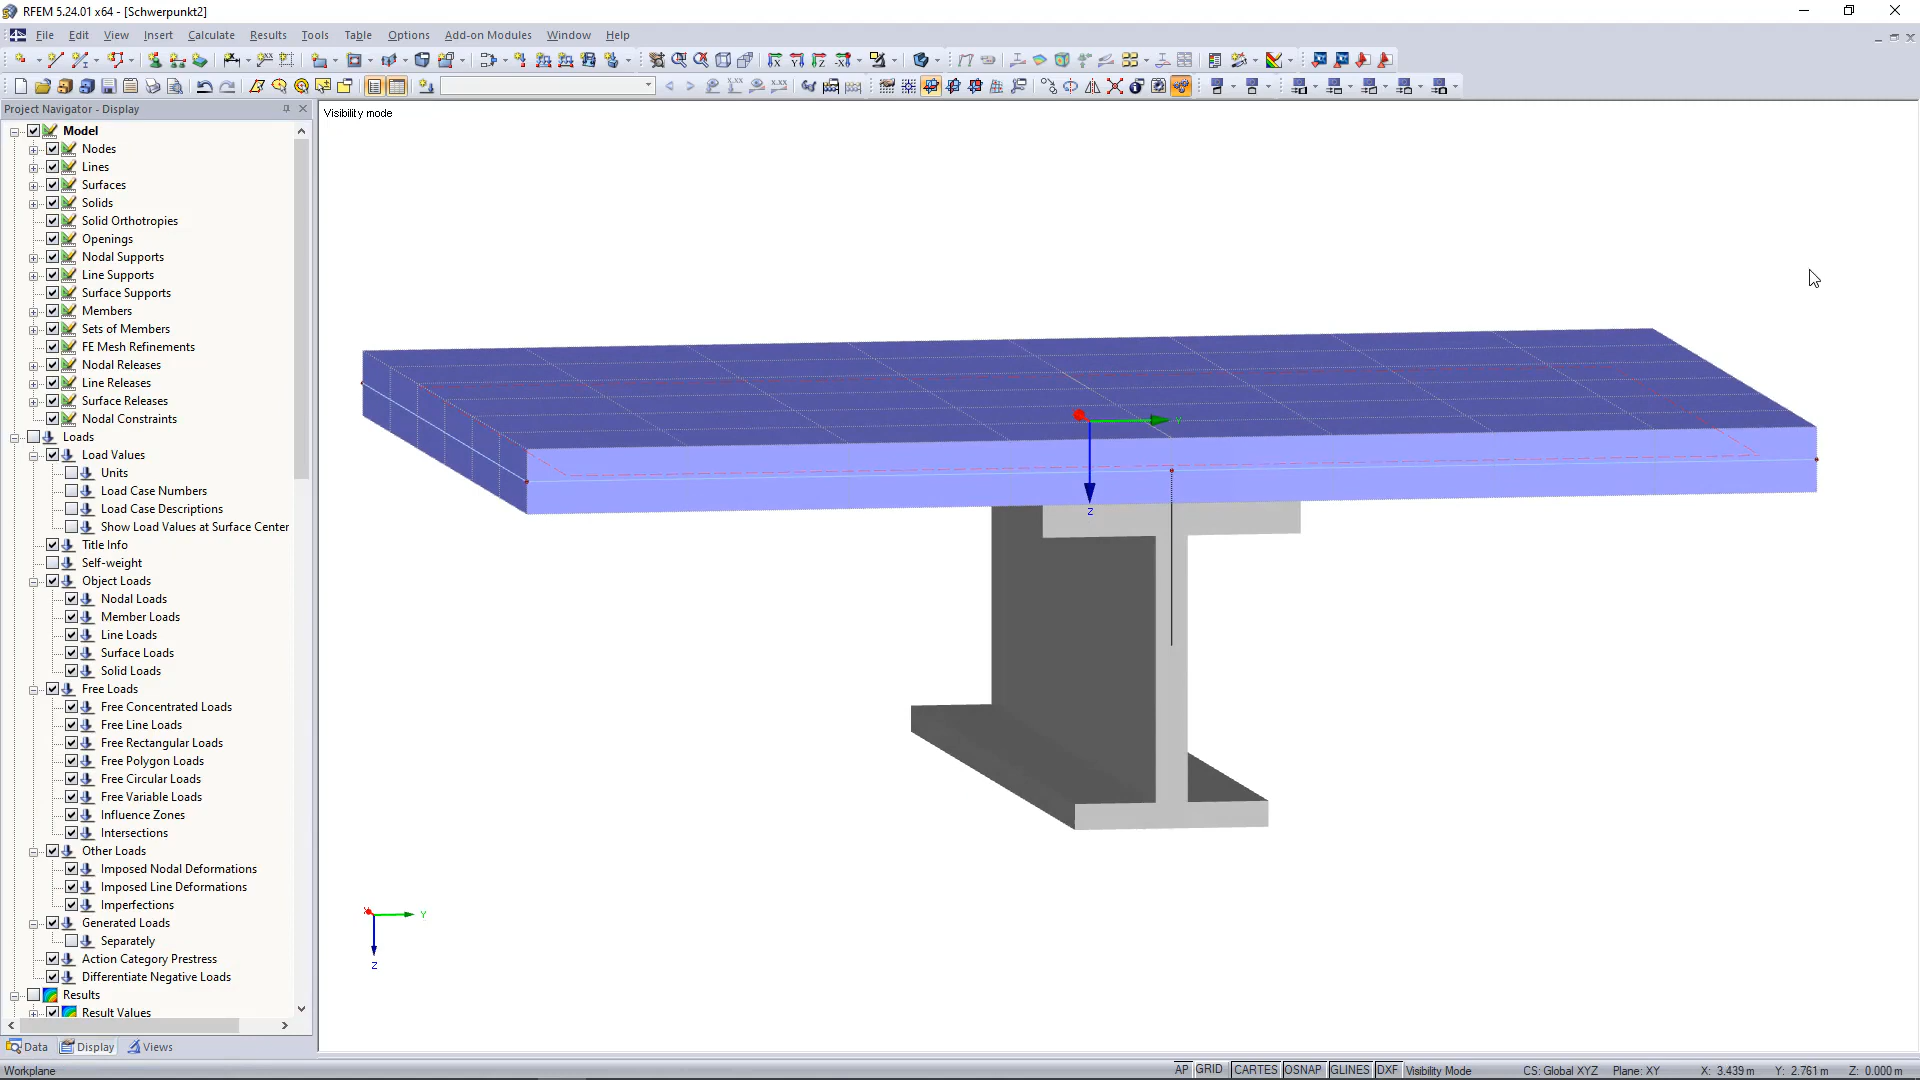 RFEM 5.24.01 x64 - [Schwerpunkt2]
File Edit View Insert Calculate Results Tools Table Options Add-on Modules Window Help
Project Navigator - Display
Model
Nodes
Lines
Surfaces
Solids
Solid Orthotropies
Openings
Nodal Supports
Line Supports
Surface Supports
Members
Sets of Members
FE Mesh Refinements
Nodal Releases
Line Releases
Surface Releases
Nodal Constraints
Loads
Load Values
Units
Load Case Numbers
Load Case Descriptions
Show Load Values at Surface Center
Title Info
Self-weight
Object Loads
Nodal Loads
Member Loads
Line Loads
Surface Loads
Solid Loads
Free Loads
Free Concentrated Loads
Free Line Loads
Free Rectangular Loads
Free Polygon Loads
Free Circular Loads
Free Variable Loads
Influence Zones
Intersections
Other Loads
Imposed Nodal Deformations
Imposed Line Deformations
Imperfections
Generated Loads
Separately
Action Category Prestress
Differentiate Negative Loads
Results
Result Values
Data Display Views
Visibility mode
Y
Z
X Y
Z
Workplane
AP GRID CARTES OSNAP GLINES DXF Visibility Mode CS: Global XYZ Plane: XY X: 3.439 m Y: 2.761 m Z: 0.000 m